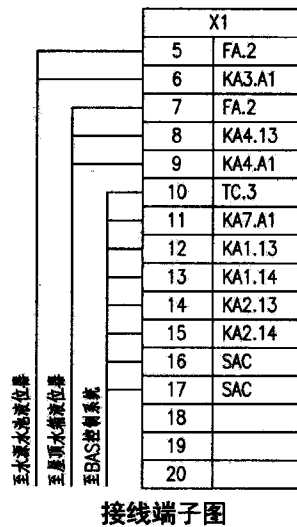 X1
5 FA.2
6 KA3.A1
7 FA.2
8 KA4.13
9 KA4.A1
10 TC.3
11 KA7.A1
12 KA1.13
13 KA1.14
14 KA2.13
15 KA2.14
16 SAC
17 SAC
18
19
20
至水源水池液位器
至屋顶水箱液位器
至BAS控制系统
接线端子图